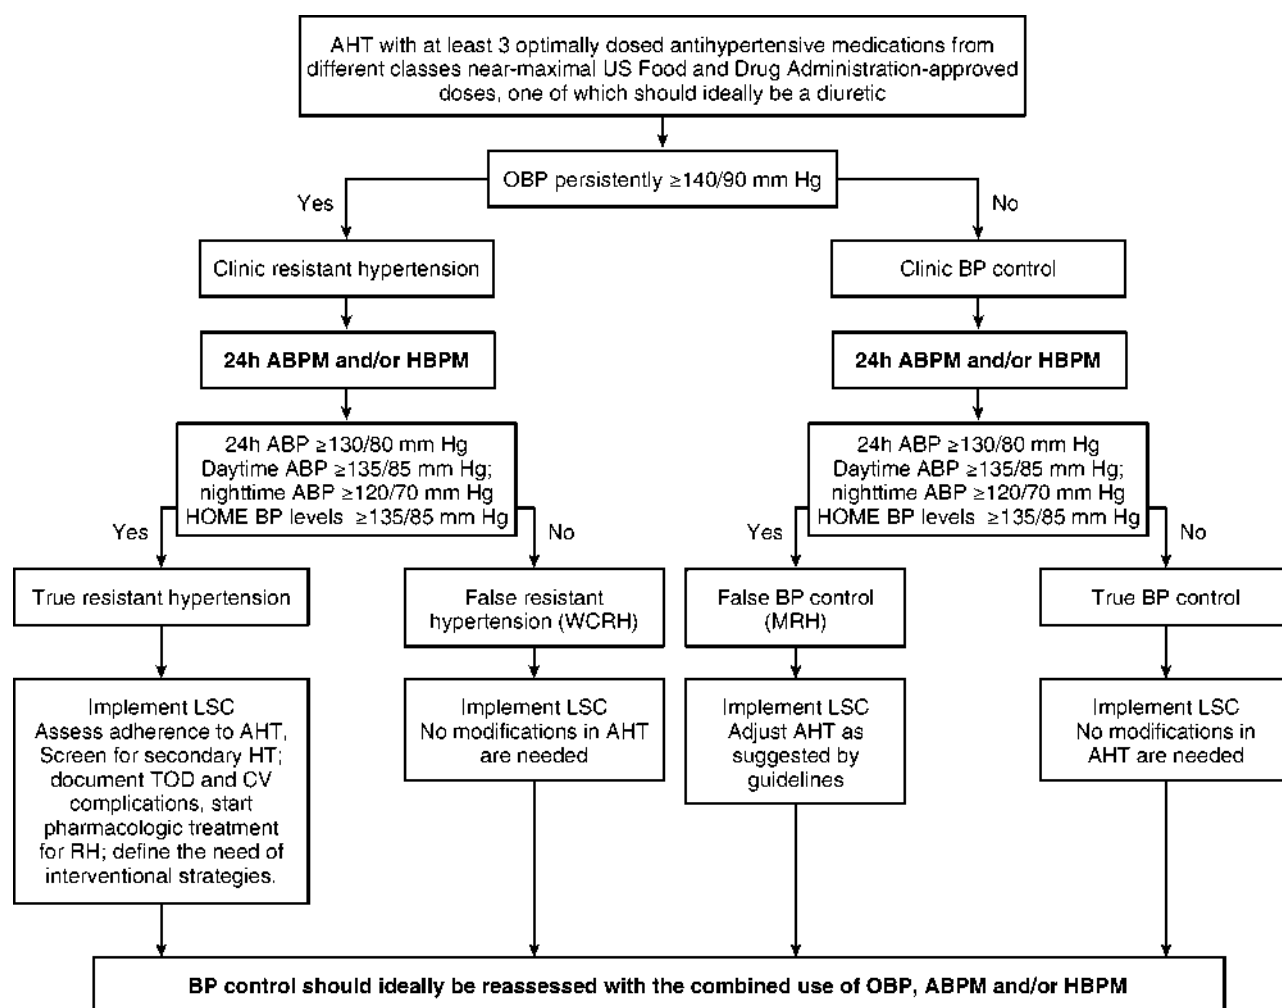 AHT with at least 3 optimally dosed antihypertensive medications from
different classes near-maximal US Food and Drug Administration-approved
doses, one of which should ideally be a diuretic
OBP persistently ≥140/90 mm Hg
Yes
No
Clinic resistant hypertension
Clinic BP control
24h ABPM and/or HBPM
24h ABPM and/or HBPM
24h ABP ≥130/80 mm Hg
Daytime ABP ≥135/85 mm Hg;
nighttime ABP ≥120/70 mm Hg
HOME BP levels ≥135/85 mm Hg
24h ABP ≥130/80 mm Hg
Daytime ABP ≥135/85 mm Hg;
nighttime ABP ≥120/70 mm Hg
HOME BP levels ≥135/85 mm Hg
Yes
No
Yes
No
True resistant hypertension
False resistant
hypertension (WCRH)
False BP control
(MRH)
True BP control
Implement LSC
Assess adherence to AHT,
Screen for secondary HT;
document TOD and CV
complications, start
pharmacologic treatment
for RH; define the need of
interventional strategies.
Implement LSC
No modifications in AHT
are needed
Implement LSC
Adjust AHT as
suggested by
guidelines
Implement LSC
No modifications in
AHT are needed
BP control should ideally be reassessed with the combined use of OBP, ABPM and/or HBPM